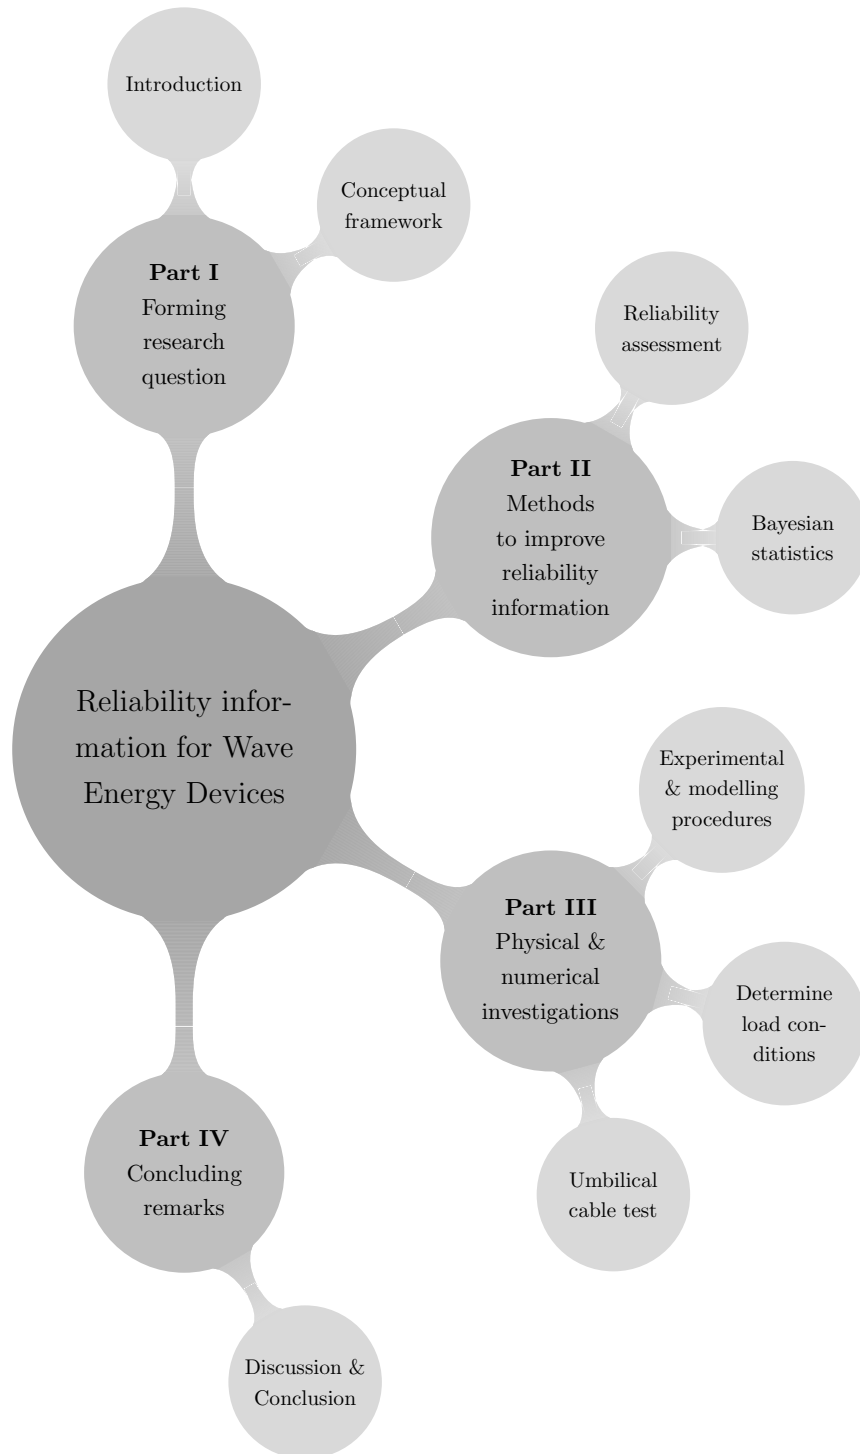 Introduction
Conceptual
framework
Part I
Forming
research
question
Reliability
assessment
Part II
Methods
to improve
reliability
information
Bayesian
statistics
Reliability infor-
mation for Wave
Energy Devices
Experimental
& modelling
procedures
Part III
Physical &
numerical
investigations
Determine
load con-
ditions
Umbilical
cable test
Part IV
Concluding
remarks
Discussion &
Conclusion